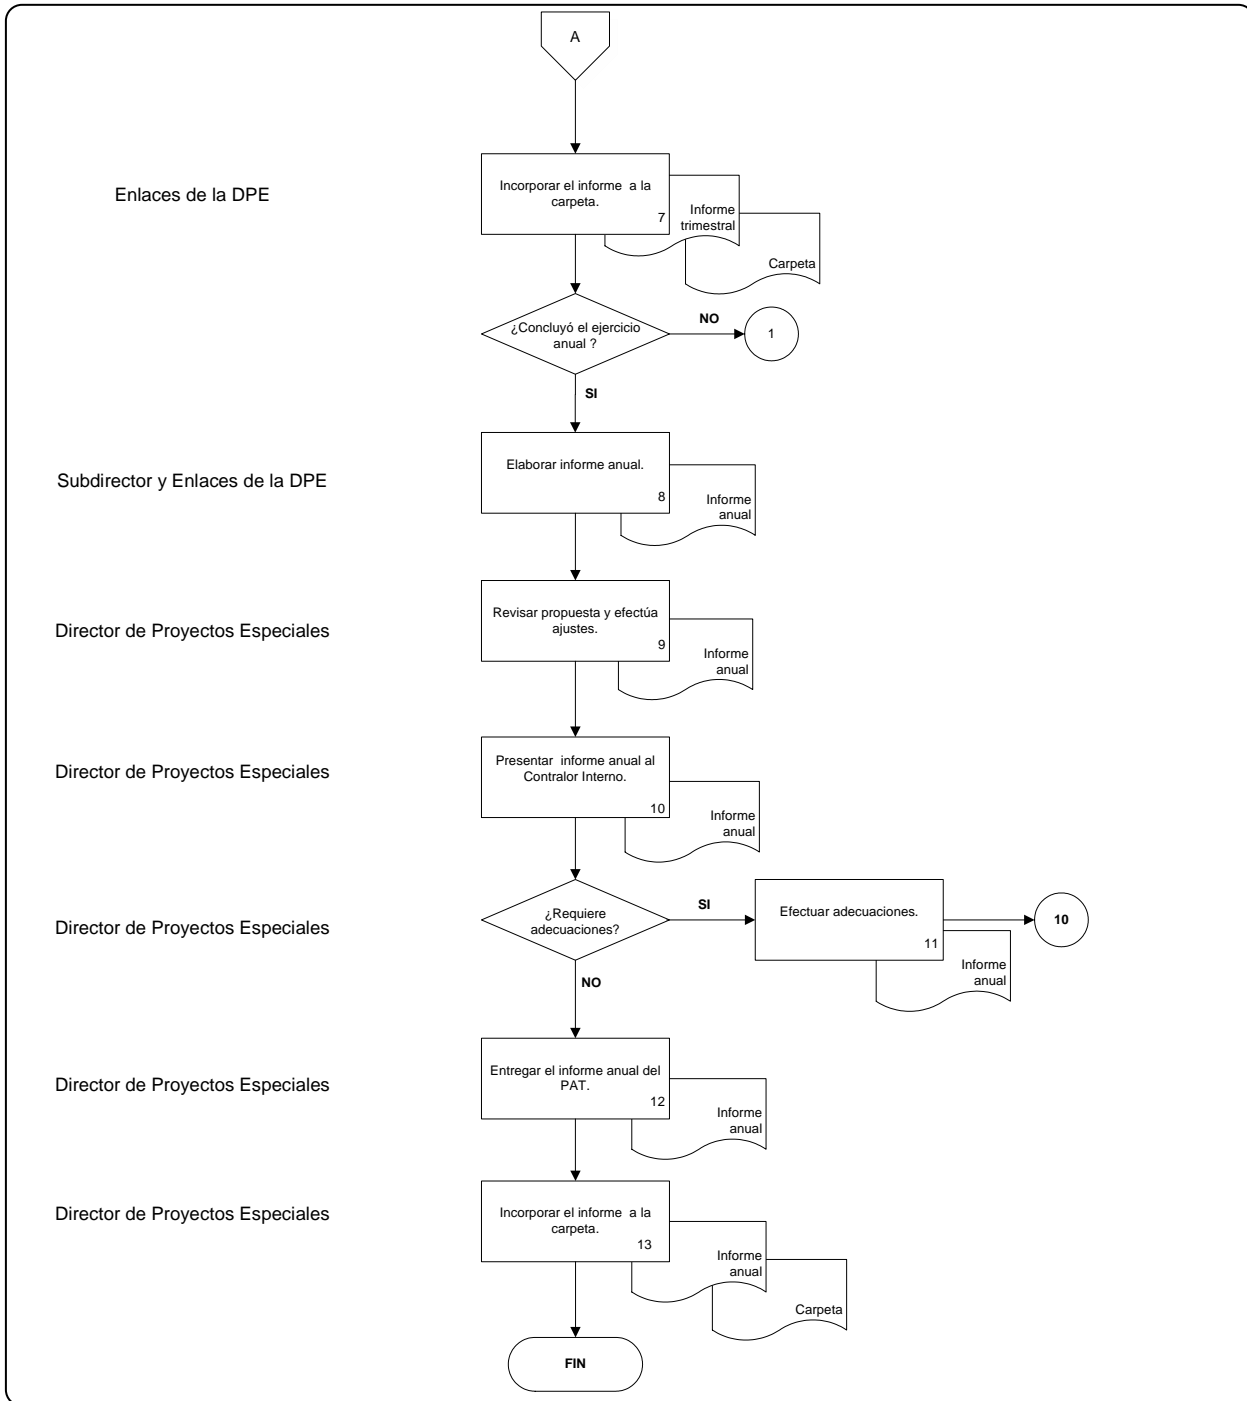 A
Enlaces de la DPE
Incorporar el informe a la
carpeta.
7
Informe
trimestral
Carpeta
¿Concluyó el ejercicio
anual ?
NO
1
SI
Subdirector y Enlaces de la DPE
Elaborar informe anual.
8
Informe
anual
Director de Proyectos Especiales
Revisar propuesta y efectúa
ajustes.
9
Informe
anual
Director de Proyectos Especiales
Presentar informe anual al
Contralor Interno.
10
Informe
anual
Director de Proyectos Especiales
¿Requiere
adecuaciones?
SI
Efectuar adecuaciones.
11
Informe
anual
10
NO
Director de Proyectos Especiales
Entregar el informe anual del
PAT.
12
Informe
anual
Director de Proyectos Especiales
Incorporar el informe a la
carpeta.
13
Informe
anual
Carpeta
FIN